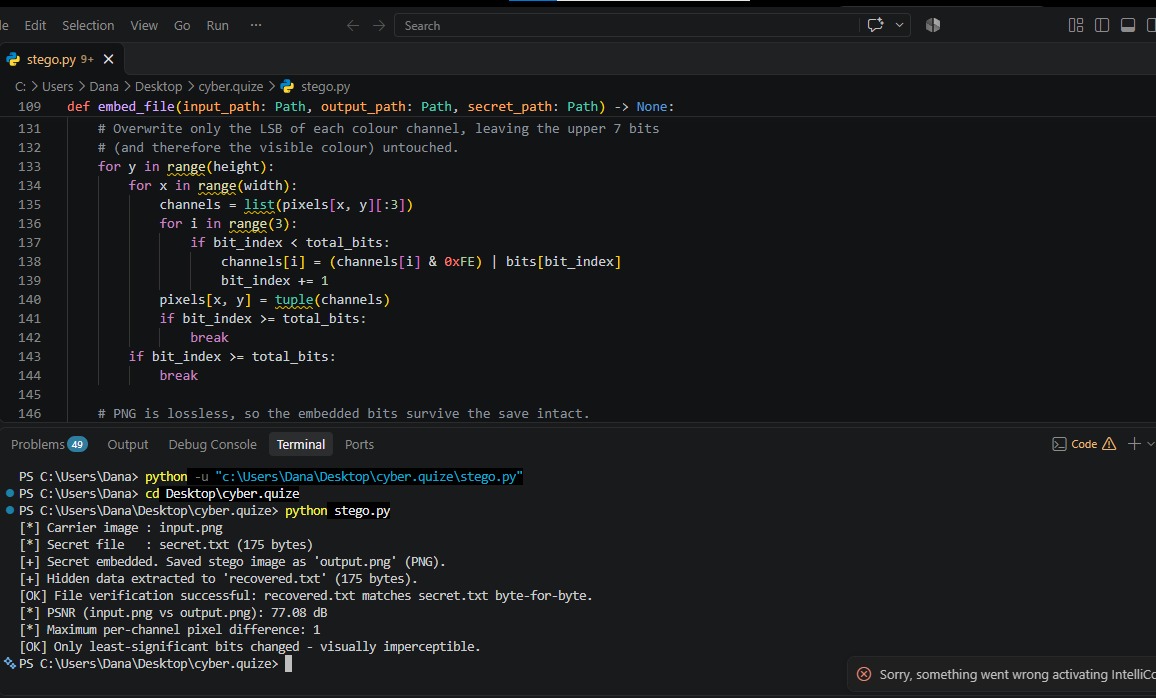 Edit Selection View Go Run ··· Search
stego.py 9+
C: > Users > Dana > Desktop > cyber.quize > stego.py
109 def embed_file(input_path: Path, output_path: Path, secret_path: Path) -> None:
131 # Overwrite only the LSB of each colour channel, leaving the upper 7 bits
132 # (and therefore the visible colour) untouched.
133 for y in range(height):
134 for x in range(width):
135 channels = list(pixels[x, y][:3])
136 for i in range(3):
137 if bit_index < total_bits:
138 channels[i] = (channels[i] & 0xFE) | bits[bit_index]
139 bit_index += 1
140 pixels[x, y] = tuple(channels)
141 if bit_index >= total_bits:
142 break
143 if bit_index >= total_bits:
144 break
145
146 # PNG is lossless, so the embedded bits survive the save intact.
Problems 49 Output Debug Console Terminal Ports Code
PS C:\Users\Dana> python -u "c:\Users\Dana\Desktop\cyber.quize\stego.py"
PS C:\Users\Dana> cd Desktop\cyber.quize
PS C:\Users\Dana\Desktop\cyber.quize> python stego.py
[*] Carrier image : input.png
[*] Secret file : secret.txt (175 bytes)
[+] Secret embedded. Saved stego image as 'output.png' (PNG).
[+] Hidden data extracted to 'recovered.txt' (175 bytes).
[OK] File verification successful: recovered.txt matches secret.txt byte-for-byte.
[*] PSNR (input.png vs output.png): 77.08 dB
[*] Maximum per-channel pixel difference: 1
[OK] Only least-significant bits changed - visually imperceptible.
PS C:\Users\Dana\Desktop\cyber.quize>
Sorry, something went wrong activating